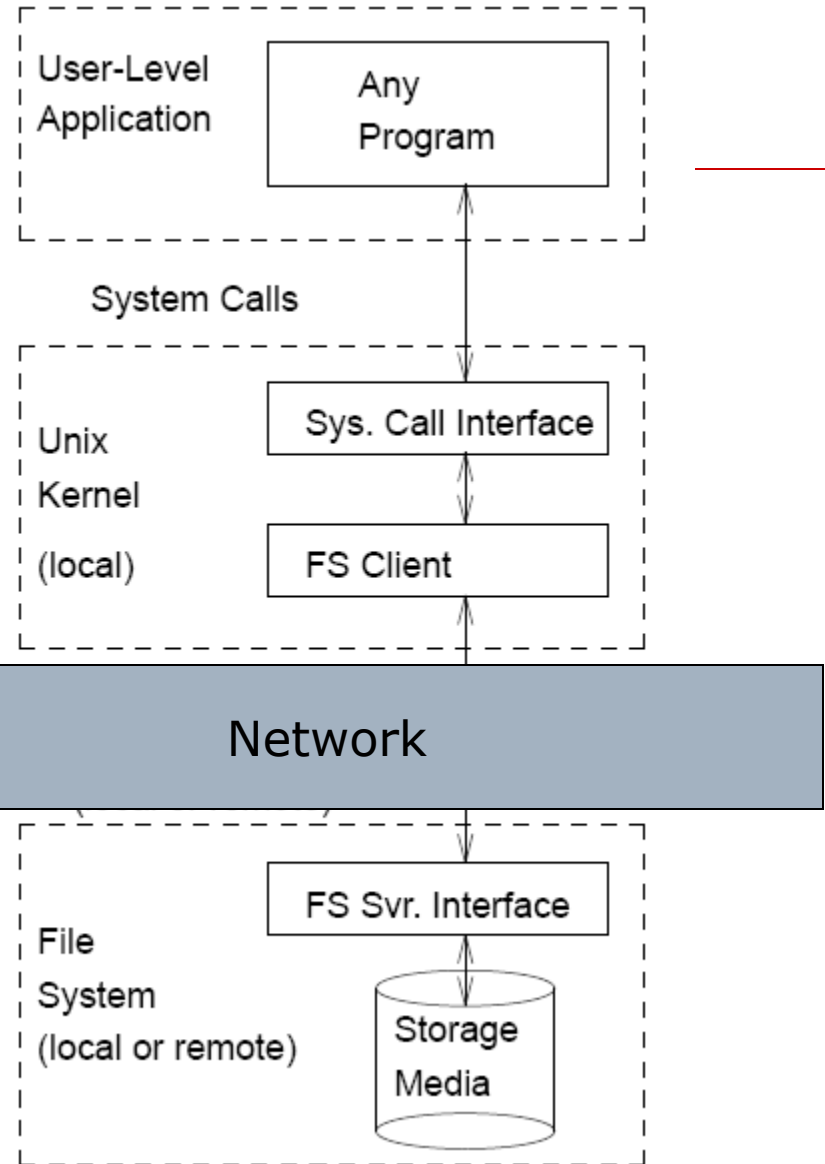 User-Level
Application
Any
Program
System Calls
Unix
Kernel
(local)
Sys. Call Interface
FS Client
Network
File
System
(local or remote)
FS Svr. Interface
Storage
Media